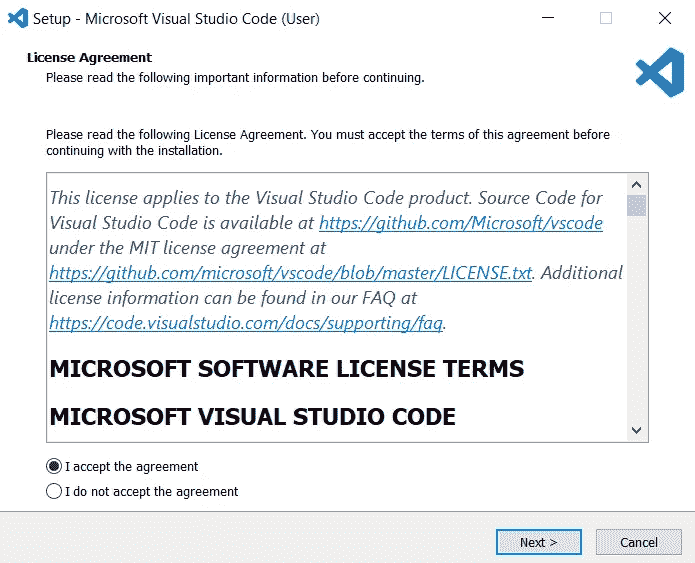 Setup - Microsoft Visual Studio Code (User)
License Agreement
Please read the following important information before continuing.
Please read the following License Agreement. You must accept the terms of this agreement before
continuing with the installation.
This license applies to the Visual Studio Code product. Source Code for
Visual Studio Code is available at https://github.com/Microsoft/vscode
under the MIT license agreement at
https://github.com/microsoft/vscode/blob/master/LICENSE.txt. Additional
license information can be found in our FAQ at
https://code.visualstudio.com/docs/supporting/faq.
MICROSOFT SOFTWARE LICENSE TERMS
MICROSOFT VISUAL STUDIO CODE
I accept the agreement
I do not accept the agreement
Next >
Cancel